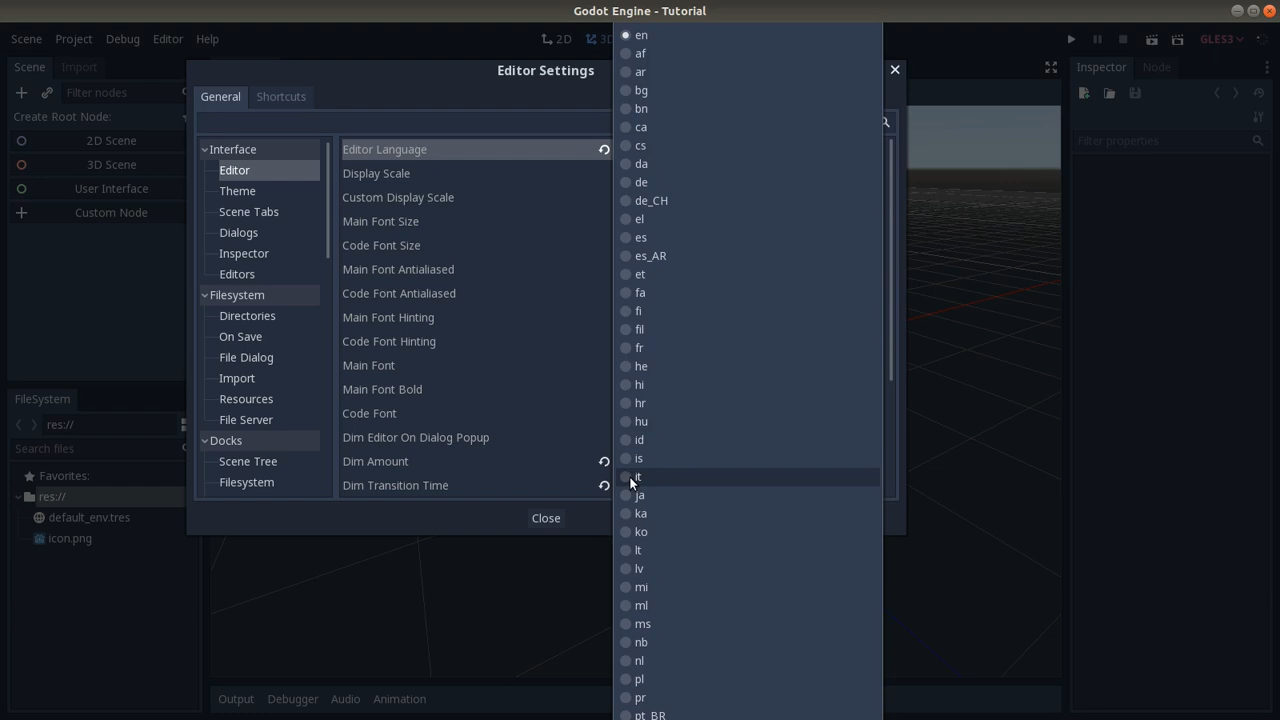 Godot Engine - Tutorial
Scene Project Debug Editor Help
2D
3D
GLES3
Scene Import
Filter nodes
Create Root Node:
2D Scene
3D Scene
User Interface
Custom Node
FileSystem
res://
Search files
Favorites:
res://
default_env.tres
icon.png
Editor Settings
General Shortcuts
Interface
Editor
Theme
Scene Tabs
Dialogs
Inspector
Editors
Filesystem
Directories
On Save
File Dialog
Import
Resources
File Server
Docks
Scene Tree
Filesystem
Editor Language
Display Scale
Custom Display Scale
Main Font Size
Code Font Size
Main Font Antialiased
Code Font Antialiased
Main Font Hinting
Code Font Hinting
Main Font
Main Font Bold
Code Font
Dim Editor On Dialog Popup
Dim Amount
Dim Transition Time
Close
en
af
ar
bg
bn
ca
cs
da
de
de_CH
el
es
es_AR
et
fa
fi
fil
fr
he
hi
hr
hu
id
is
it
ja
ka
ko
lt
lv
mi
ml
ms
nb
nl
pl
pr
pt_BR
Output Debugger Audio Animation
Inspector Node
Filter properties